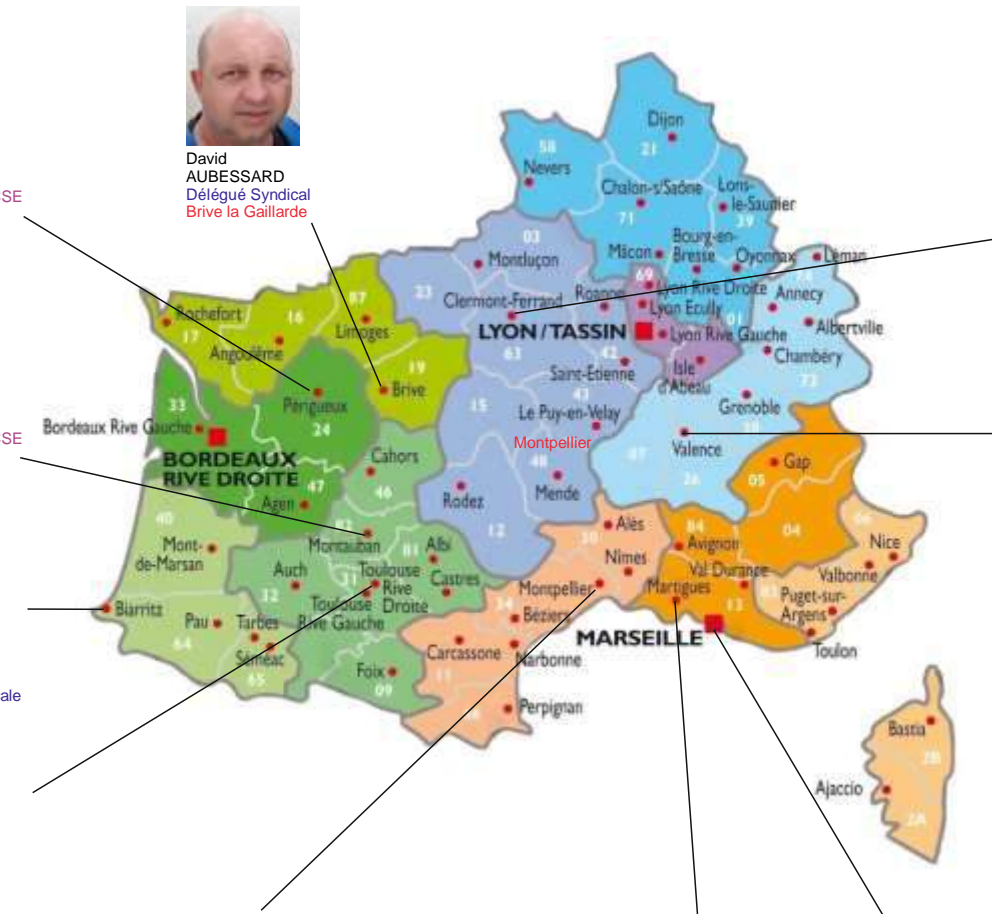 David
AUBESSARD
Délégué Syndical
Brive la Gaillarde
SSE
SSE
ale
58
Nevers
Dijon
21
Chalon-s/Saône
71
Lons-
le-Saunier
39
Mâcon
Bourg-en-
Bresse
Oyonnax
Léman
03
Montluçon
23
Clermont-Ferrand
Roanne
69
Lyon Rive Droite
Lyon Ecully
01
Annecy
74
Albertville
LYON / TASSIN
Lyon Rive Gauche
Chambéry
73
63
42
Saint-Etienne
Isle
d'Abeau
Grenoble
38
87
Limoges
Rochefort
17
16
Angoulême
19
Brive
Périgueux
24
33
Bordeaux Rive Gauche
BORDEAUX
RIVE DROITE
15
43
Le Puy-en-Velay
Montpellier
48
Mende
Rodez
12
07
Valence
26
Gap
05
04
Cahors
46
47
Agen
40
Mont-
de-Marsan
82
Montauban
81
Albi
Castres
Auch
32
31
Toulouse
Rive
Droite
Toulouse
Rive Gauche
Biarritz
Pau
64
Tarbes
Séméac
65
Foix
09
30
Alès
Nîmes
Montpellier
34
Béziers
Carcassone
11
Narbonne
Perpignan
84
Avignon
Val Durance
Martigues
13
MARSEILLE
06
Nice
Valbonne
83
Puget-sur-
Argens
Toulon
Bastia
2B
Ajaccio
2A